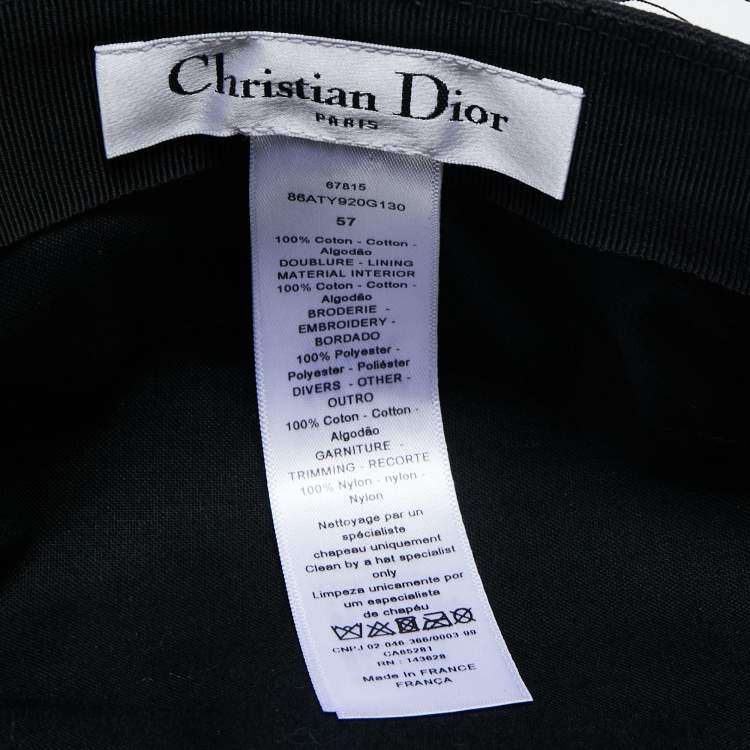 Christian Dior
PARIS
67815
86ATY920G130
57
100% Coton - Cotton -
Algodão
DOUBLURE - LINING
MATERIAL INTERIOR
100% Coton - Cotton -
Algodão
BRODERIE -
EMBROIDERY -
BORDADO
100% Polyester -
Polyester - Poliéster
DIVERS - OTHER -
OUTRO
100% Coton - Cotton -
Algodão
GARNITURE -
TRIMMING - RECORTE
100% Nylon - nylon -
Nylon
Nettoyage par un
spécialiste
chapeau uniquement
Clean by a hat specialist
only
Limpeza unicamente por
um especialista
de chapéu
CNPJ 02 046 366/0003 99
CA65281
RN : 143628
Made in FRANCE
FRANÇA